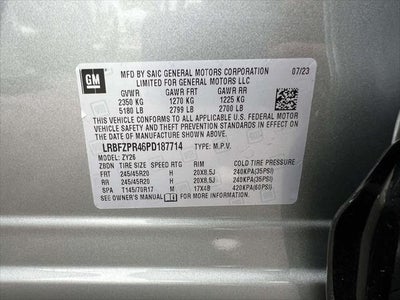 GM
MFD BY SAIC GENERAL MOTORS CORPORATION 07/23
LIMITED FOR GENERAL MOTORS LLC
GVWR GAWR FRT GAWR RR
2350 KG 1270 KG 1225 KG
5180 LB 2799 LB 2700 LB
THIS VEHICLE CONFORMS TO ALL APPLICABLE U.S. FEDERAL MOTOR
VEHICLE SAFETY AND THEFT PREVENTION STANDARDS IN EFFECT ON
THE DATE OF MANUFACTURE SHOWN ABOVE.
LRBFZPR46PD187714 TYPE: M.P.V.
MODEL: ZY26
ZBDN TIRE SIZE SPEED RTG RIM COLD TIRE PRESSURE
FRT 245/45R20 H 20X8.5J 240KPA(35PSI)
RR 245/45R20 H 20X8.5J 240KPA(35PSI)
SPA T145/70R17 M 17X4B 420KPA(60PSI)
SEE OWNER'S MANUAL FOR MORE INFORMATION.